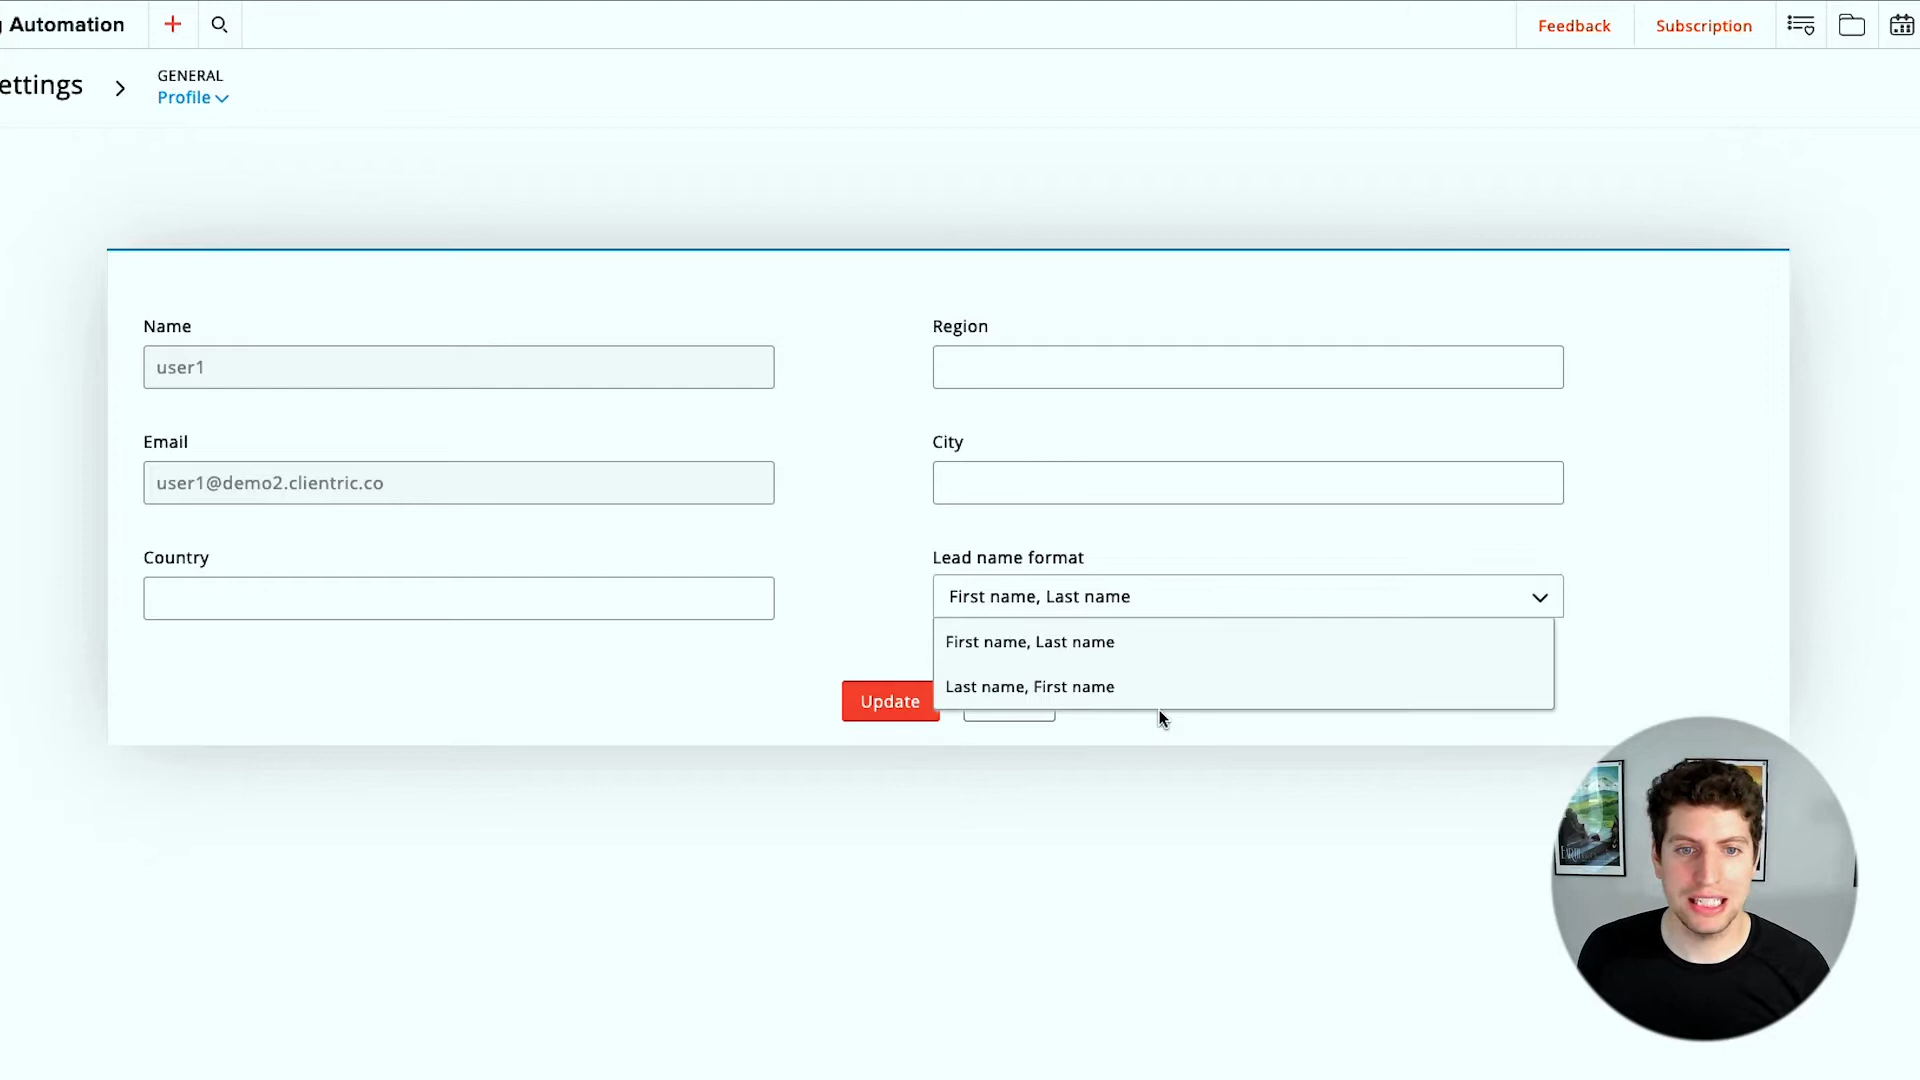 Automation
Feedback
Subscription
ettings
GENERAL
Profile
Name
user1
Region
Email
user1@demo2.clientric.co
City
Country
Lead name format
First name, Last name
First name, Last name
Last name, First name
Update
EARTH